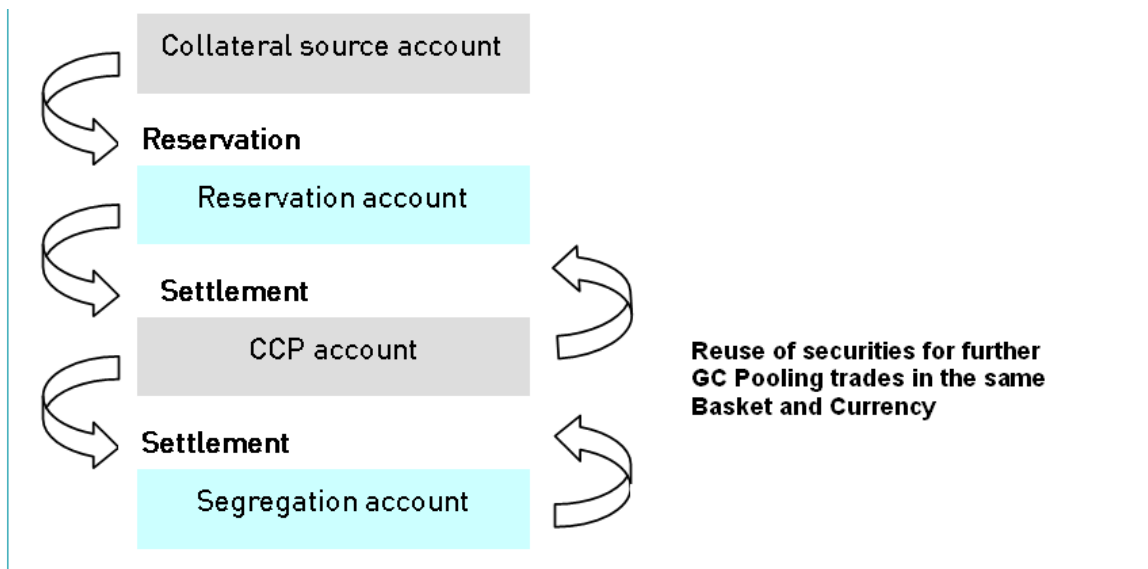 Collateral source account
Reservation
Reservation account
Settlement
CCP account
Reuse of securities for further
GC Pooling trades in the same
Basket and Currency
Settlement
Segregation account